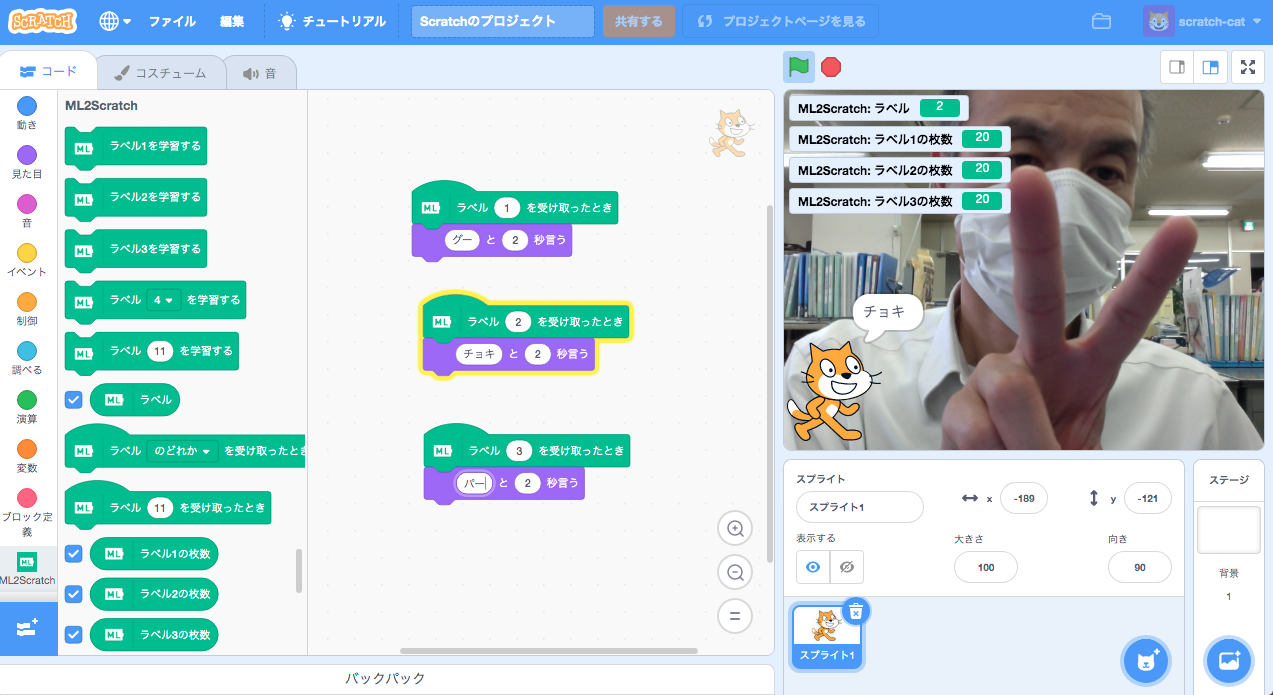 SCRATCH
ファイル
編集
チュートリアル
Scratchのプロジェクト
共有する
プロジェクトページを見る
scratch-cat
コード
コスチューム
音
動き
見た目
音
イベント
制御
調べる
演算
変数
ブロック定
義
ML
ML2Scratch
ML2Scratch
ML ラベル1を学習する
ML ラベル2を学習する
ML ラベル3を学習する
ML ラベル 4 を学習する
ML ラベル 11 を学習する
ML ラベル
ML ラベル のどれか を受け取ったとき
ML ラベル 11 を受け取ったとき
ML ラベル1の枚数
ML ラベル2の枚数
ML ラベル3の枚数
ML ラベル 1 を受け取ったとき
グー と 2 秒言う
ML ラベル 2 を受け取ったとき
チョキ と 2 秒言う
ML ラベル 3 を受け取ったとき
パー と 2 秒言う
バックパック
ML2Scratch: ラベル 2
ML2Scratch: ラベル1の枚数 20
ML2Scratch: ラベル2の枚数 20
ML2Scratch: ラベル3の枚数 20
チョキ
スプライト
スプライト1
x -189
y -121
表示する
大きさ
100
向き
90
スプライト1
ステージ
背景
1